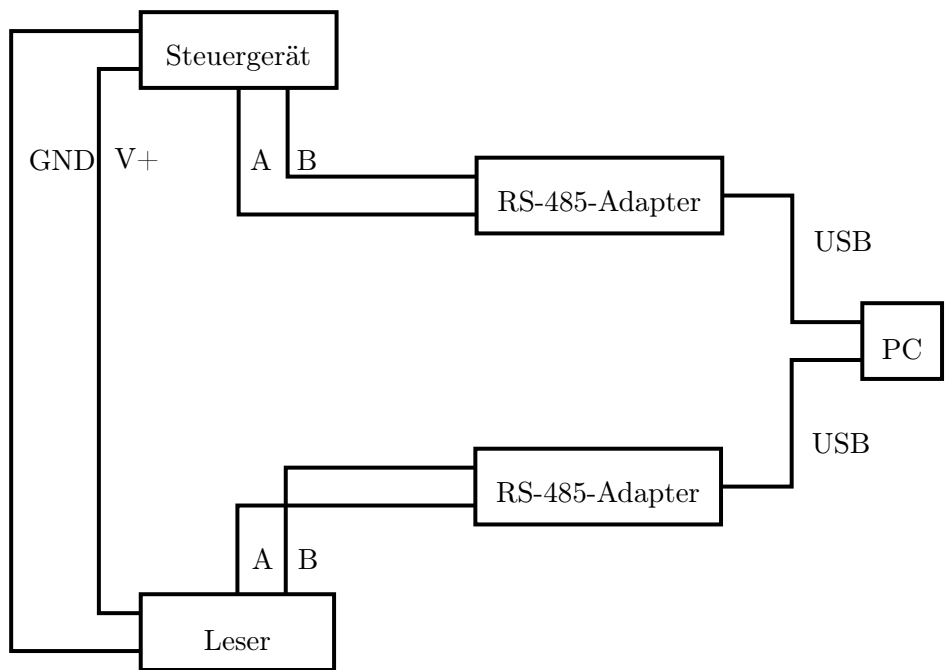 Steuergerät
GND V+
A B
RS-485-Adapter
USB
PC
USB
RS-485-Adapter
A B
Leser